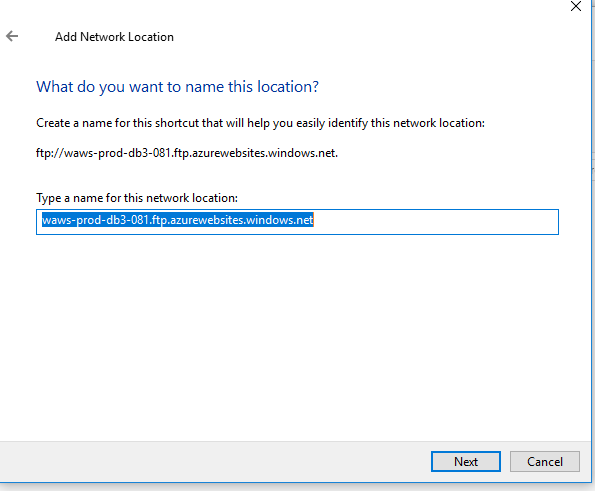 Add Network Location
What do you want to name this location?
Create a name for this shortcut that will help you easily identify this network location:
ftp://waws-prod-db3-081.ftp.azurewebsites.windows.net.
Type a name for this network location:
waws-prod-db3-081.ftp.azurewebsites.windows.net
Next
Cancel